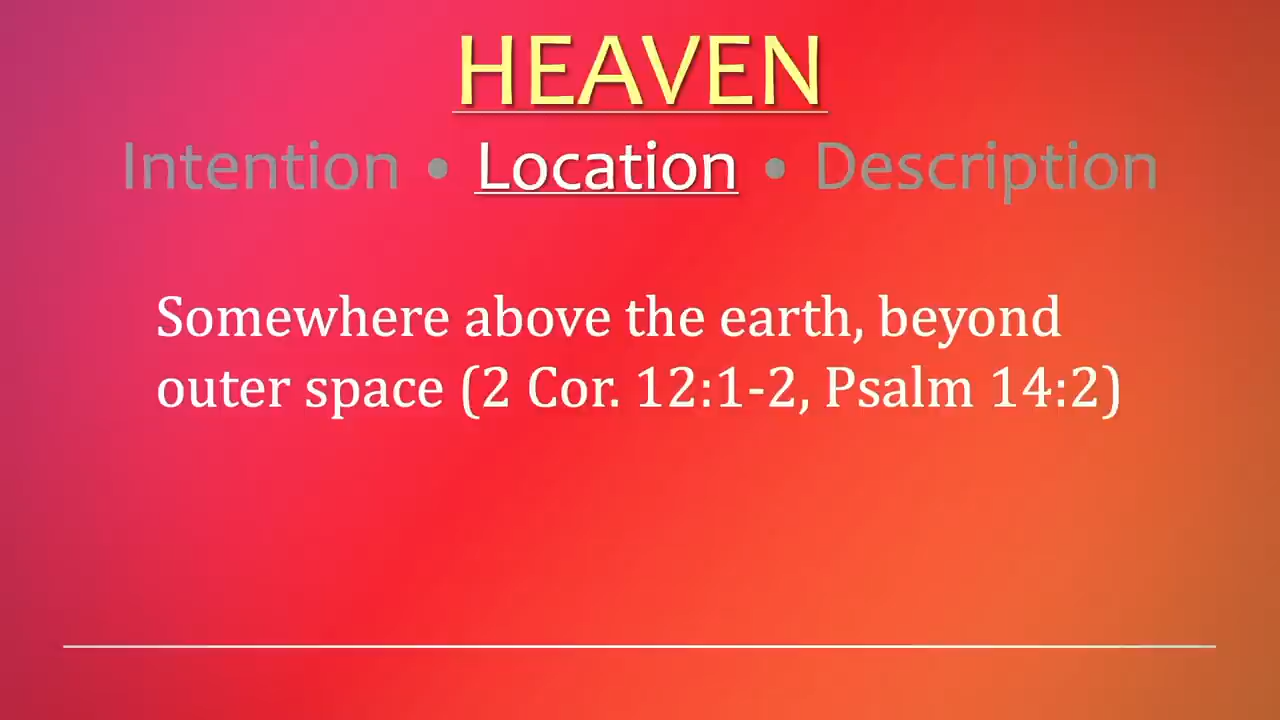 HEAVEN
Intention • Location • Description
Somewhere above the earth, beyond
outer space (2 Cor. 12:1-2, Psalm 14:2)